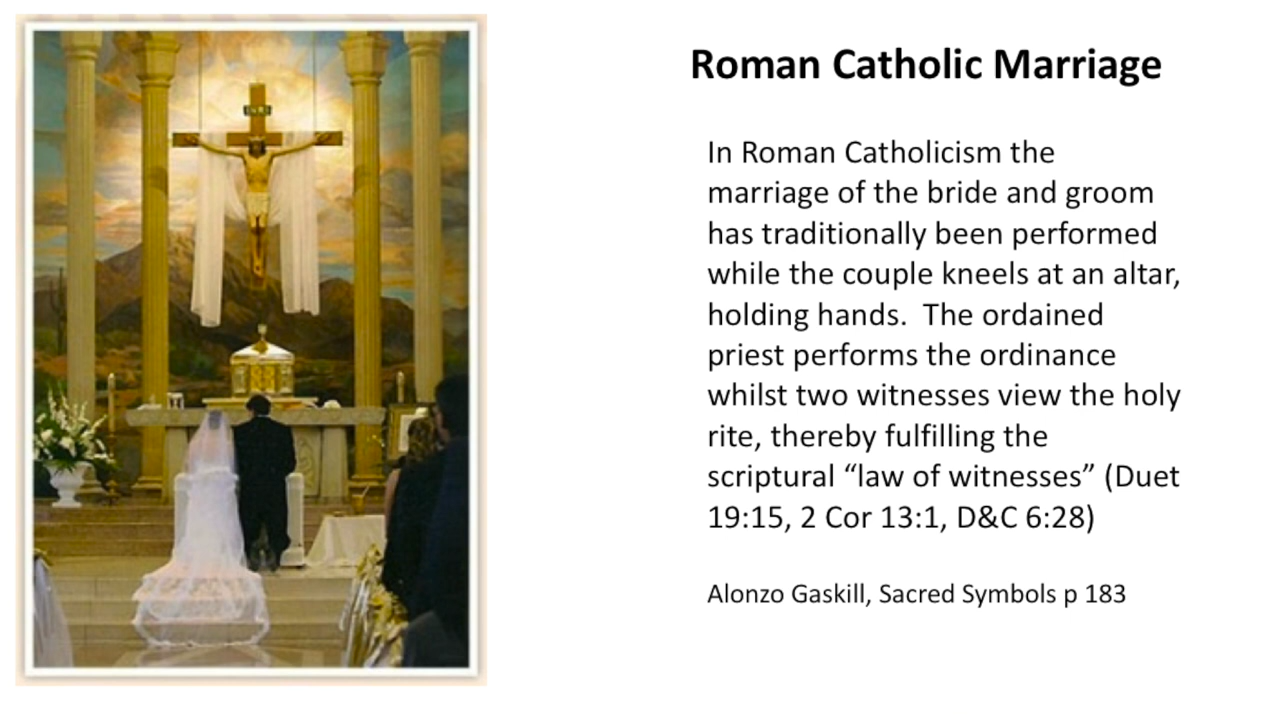 INRI
Roman Catholic Marriage
In Roman Catholicism the
marriage of the bride and groom
has traditionally been performed
while the couple kneels at an altar,
holding hands.  The ordained
priest performs the ordinance
whilst two witnesses view the holy
rite, thereby fulfilling the
scriptural “law of witnesses” (Duet
19:15, 2 Cor 13:1, D&C 6:28)
Alonzo Gaskill, Sacred Symbols p 183